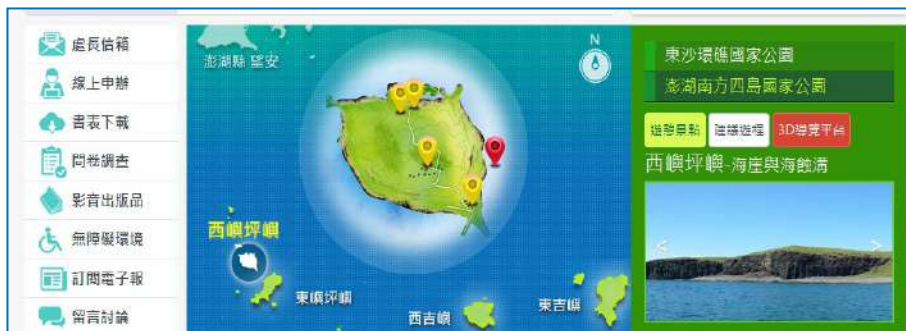 處長信箱
線上申辦
書表下載
問卷調查
影音出版品
無障礙環境
訂閱電子報
留言討論
澎湖縣 望安
N
西嶼坪嶼
東嶼坪嶼
西吉嶼
東吉嶼
東沙環礁國家公園
澎湖南方四島國家公園
遊憩景點 建議遊程 3D導覽平台
西嶼坪嶼-海崖與海蝕溝